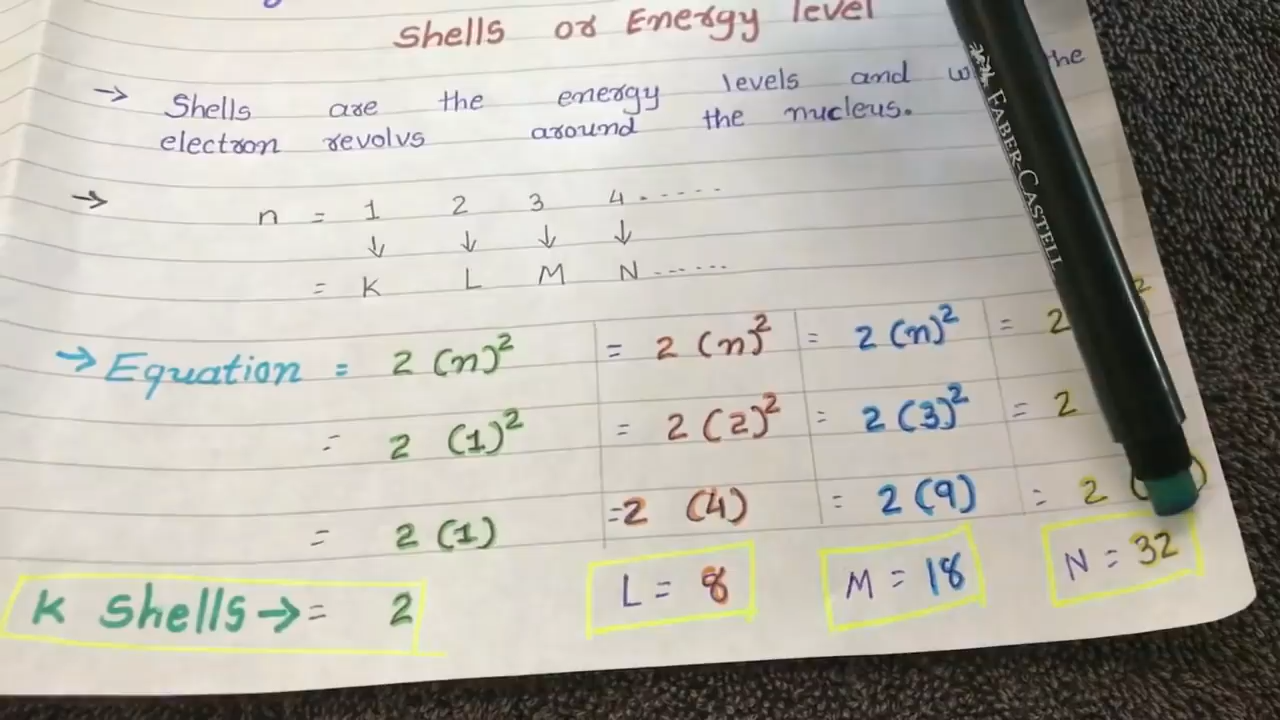 Shells or Energy level
→ Shells are the energy levels and the
electron revolvs around the nucleus.
→ n = 1 2 3 4 . - - - - -
↓ ↓ ↓ ↓
= K L M N - - - - - -
→ Equation = 2 (n)² = 2 (n)² = 2 (n)² = 2 ²
= 2 (1)² = 2 (2)² = 2 (3)² = 2
= 2 (1) =2 (4) = 2 (9) = 2 ( )
K Shells → = 2 L = 8 M = 18 N = 32
FABER-CASTELL